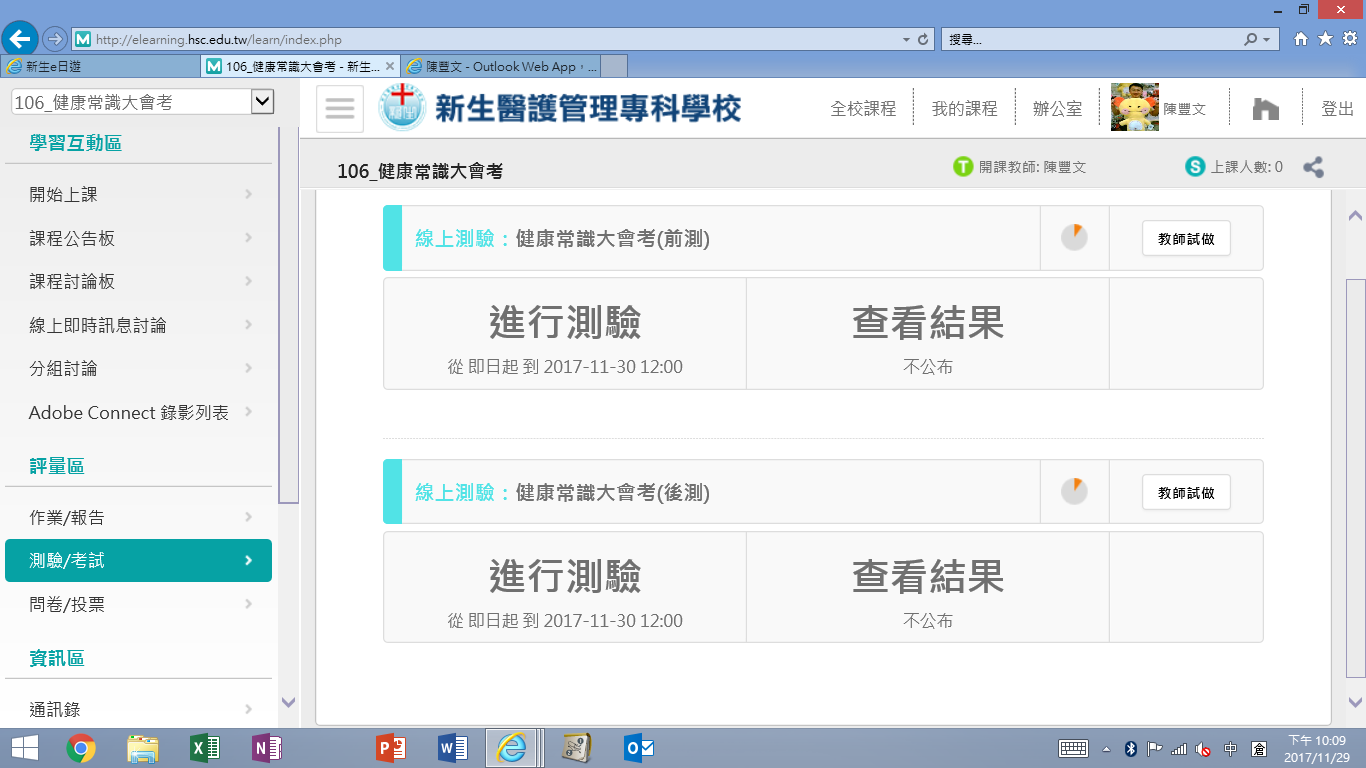 http://elearning.hsc.edu.tw/learn/index.php
搜尋...
新生e日遊
106_健康常識大會考 - 新生...
陳豐文 - Outlook Web App，...
106_健康常識大會考
新生醫護管理專科學校
全校課程
我的課程
辦公室
陳豐文
登出
106_健康常識大會考
開課教師: 陳豐文
上課人數: 0
學習互動區
開始上課
課程公告板
課程討論板
線上即時訊息討論
分組討論
Adobe Connect 錄影列表
評量區
作業/報告
測驗/考試
問卷/投票
資訊區
通訊錄
線上測驗：健康常識大會考(前測)
教師試做
進行測驗
從 即日起 到 2017-11-30 12:00
查看結果
不公布
線上測驗：健康常識大會考(後測)
教師試做
進行測驗
從 即日起 到 2017-11-30 12:00
查看結果
不公布
中
倉
下午 10:09
2017/11/29